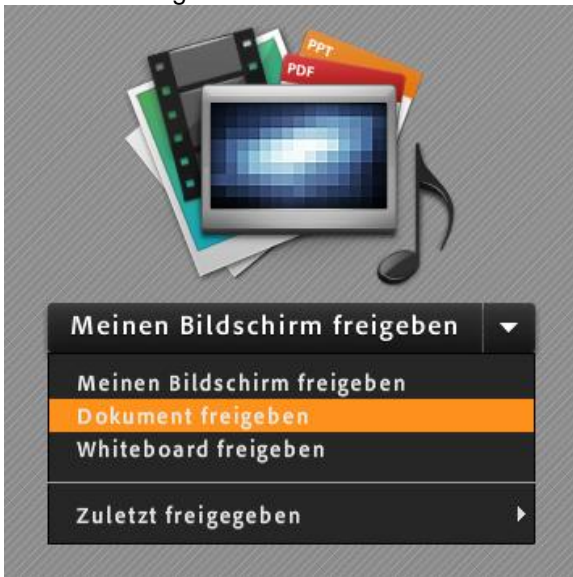 PPT
PDF
Meinen Bildschirm freigeben
Meinen Bildschirm freigeben
Dokument freigeben
Whiteboard freigeben
Zuletzt freigegeben